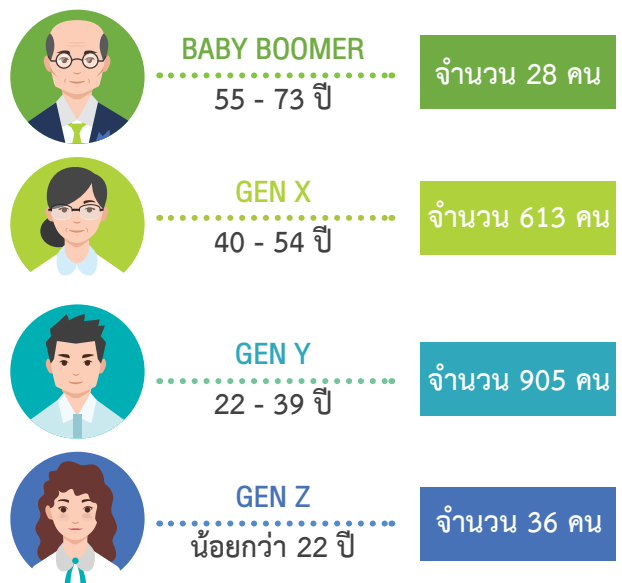 BABY BOOMER
55 - 73 ปี
จำนวน 28 คน
GEN X
40 - 54 ปี
จำนวน 613 คน
GEN Y
22 - 39 ปี
จำนวน 905 คน
GEN Z
น้อยกว่า 22 ปี
จำนวน 36 คน